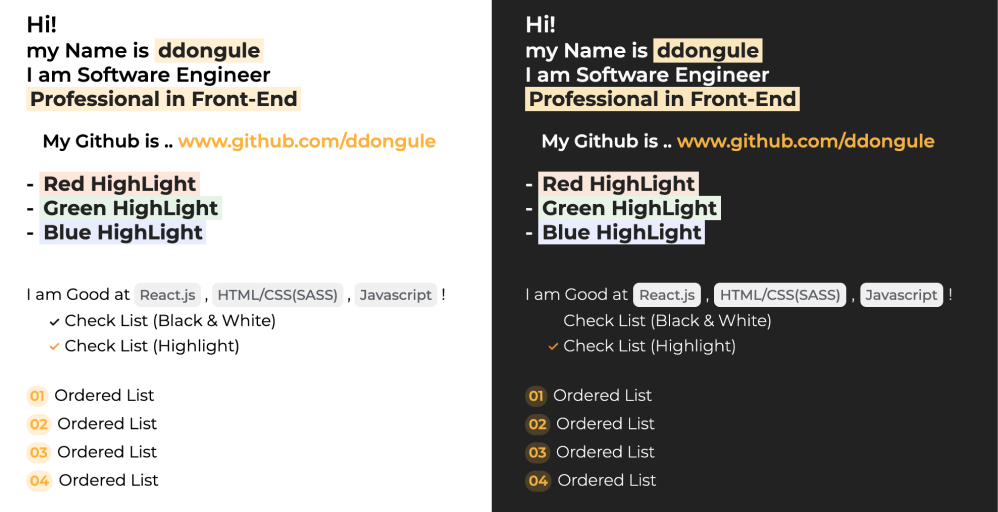 Hi!
my Name is ddongule
I am Software Engineer
Professional in Front-End
My Github is .. www.github.com/ddongule
- Red HighLight
- Green HighLight
- Blue HighLight
I am Good at React.js , HTML/CSS(SASS) , Javascript !
✓ Check List (Black & White)
✓ Check List (Highlight)
01 Ordered List
02 Ordered List
03 Ordered List
04 Ordered List
Hi!
my Name is ddongule
I am Software Engineer
Professional in Front-End
My Github is .. www.github.com/ddongule
- Red HighLight
- Green HighLight
- Blue HighLight
I am Good at React.js , HTML/CSS(SASS) , Javascript !
Check List (Black & White)
✓ Check List (Highlight)
01 Ordered List
02 Ordered List
03 Ordered List
04 Ordered List